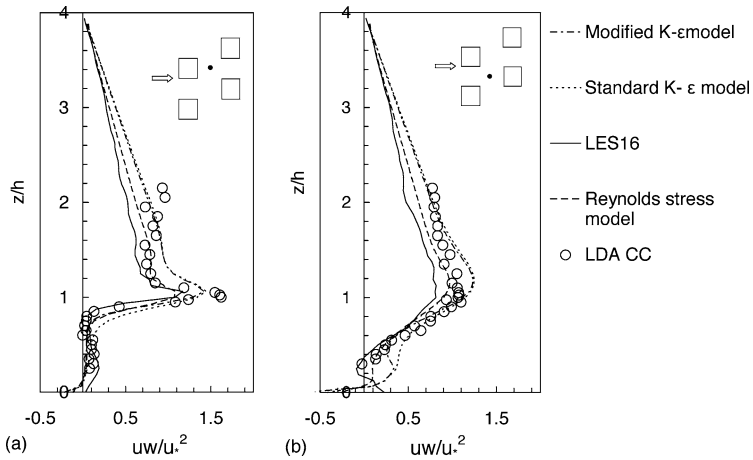 4
3
z/h
2
1
0
-0.5
0.5
1.5
(a)
uw/u*²
4
3
z/h
2
1
0
-0.5
0.5
1.5
(b)
uw/u*²
Modified K-εmodel
Standard K- ε model
LES16
Reynolds stress
model
LDA CC